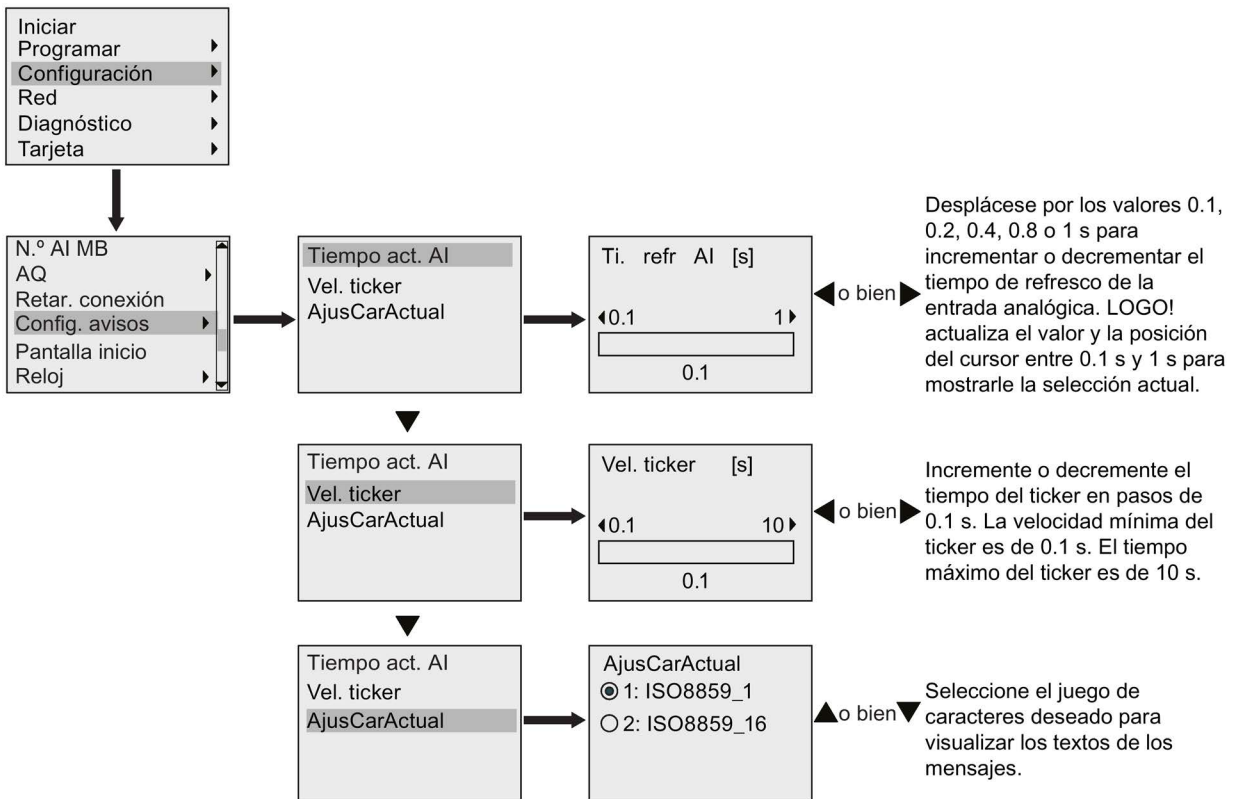 Iniciar
Programar
Configuración
Red
Diagnóstico
Tarjeta
N.º AI MB
AQ
Retar. conexión
Config. avisos
Pantalla inicio
Reloj
Tiempo act. AI
Vel. ticker
AjusCarActual
Ti. refr AI [s]
0.1 1
0.1
o bien
Desplácese por los valores 0.1,
0.2, 0.4, 0.8 o 1 s para
incrementar o decrementar el
tiempo de refresco de la
entrada analógica. LOGO!
actualiza el valor y la posición
del cursor entre 0.1 s y 1 s para
mostrarle la selección actual.
Tiempo act. AI
Vel. ticker
AjusCarActual
Vel. ticker [s]
0.1 10
0.1
o bien
Incremente o decremente el
tiempo del ticker en pasos de
0.1 s. La velocidad mínima del
ticker es de 0.1 s. El tiempo
máximo del ticker es de 10 s.
Tiempo act. AI
Vel. ticker
AjusCarActual
AjusCarActual
1: ISO8859_1
2: ISO8859_16
o bien
Seleccione el juego de
caracteres deseado para
visualizar los textos de los
mensajes.